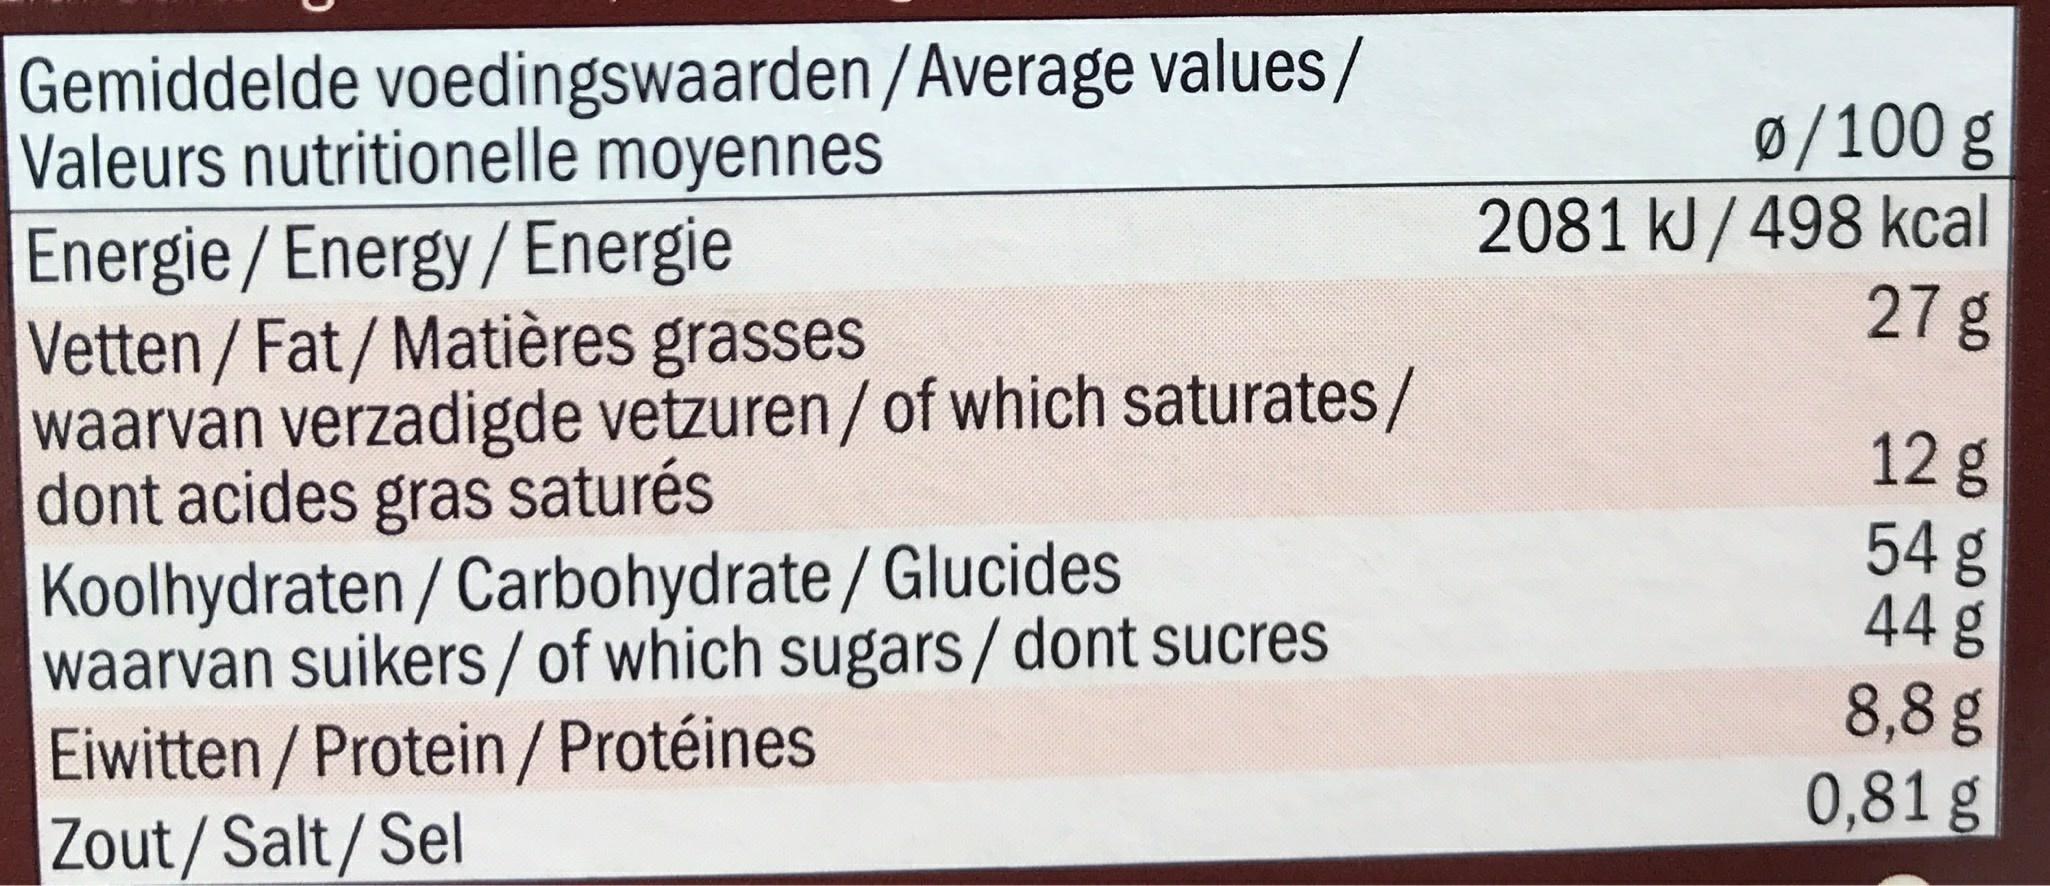 Gemiddelde voedingswaarden / Average values /
Valeurs nutritionelle moyennes ø/100 g
Energie / Energy / Energie 2081 kJ / 498 kcal
Vetten / Fat / Matières grasses 27 g
waarvan verzadigde vetzuren / of which saturates /
dont acides gras saturés 12 g
Koolhydraten / Carbohydrate / Glucides 54 g
waarvan suikers / of which sugars / dont sucres 44 g
Eiwitten / Protein / Protéines 8,8 g
Zout / Salt / Sel 0,81 g